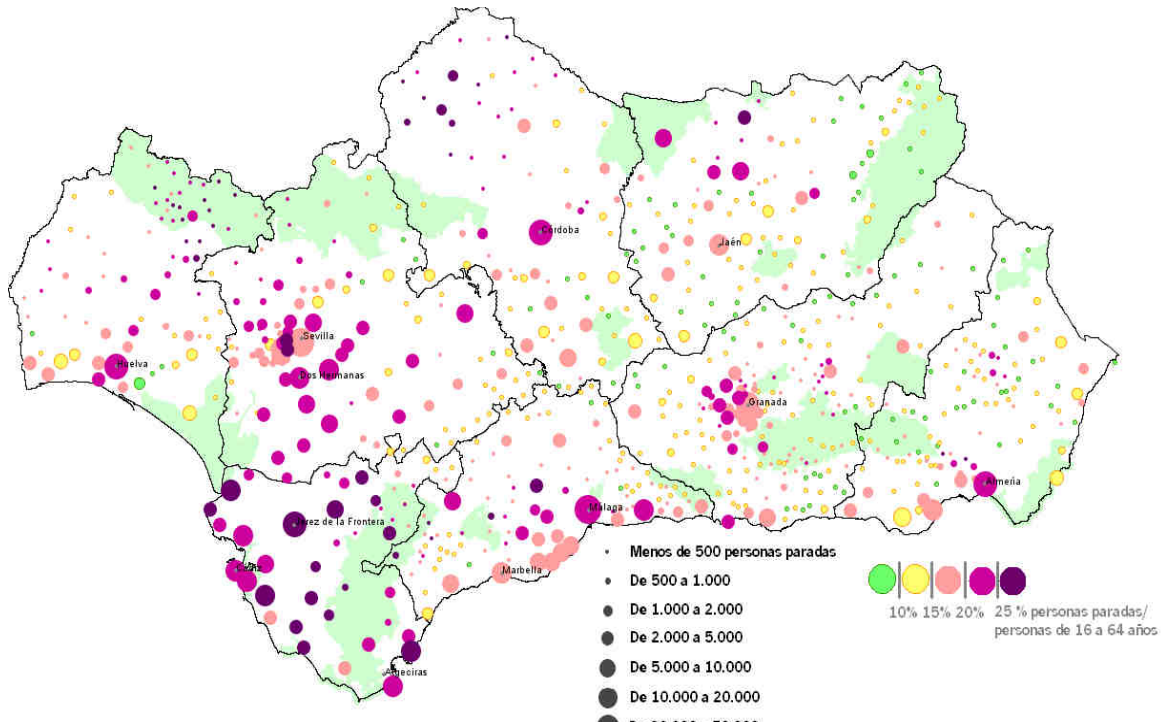 Córdoba
Jaén
Sevilla
Huelva
Dos Hermanas
Granada
Almería
Málaga
Jerez de la Frontera
Cádiz
Marbella
Algeciras
Menos de 500 personas paradas
De 500 a 1.000
De 1.000 a 2.000
De 2.000 a 5.000
De 5.000 a 10.000
De 10.000 a 20.000
10% 15% 20% 25 % personas paradas/
personas de 16 a 64 años